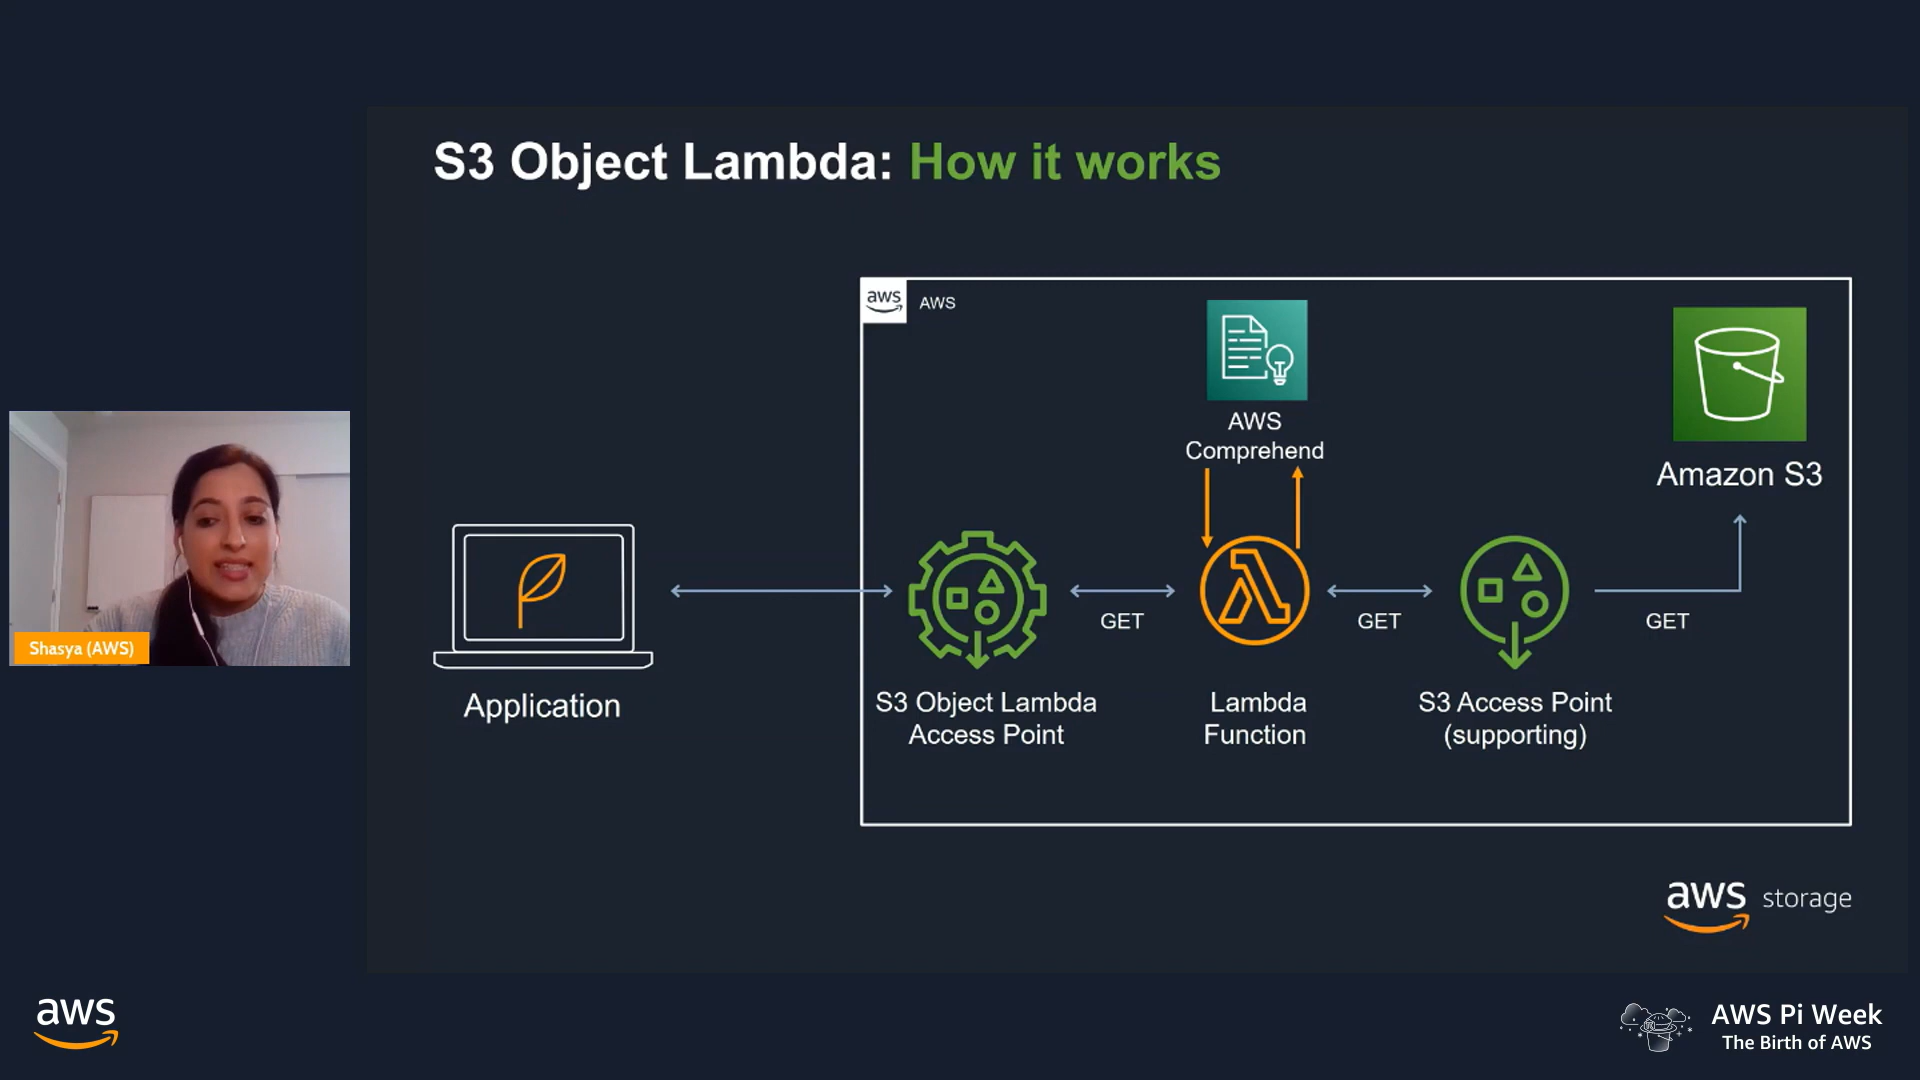 S3 Object Lambda: How it works
aws
AWS
AWS
Comprehend
Amazon S3
Shasya (AWS)
GET
GET
GET
Application
S3 Object Lambda
Access Point
Lambda
Function
S3 Access Point
(supporting)
aws storage
aws
AWS Pi Week
The Birth of AWS